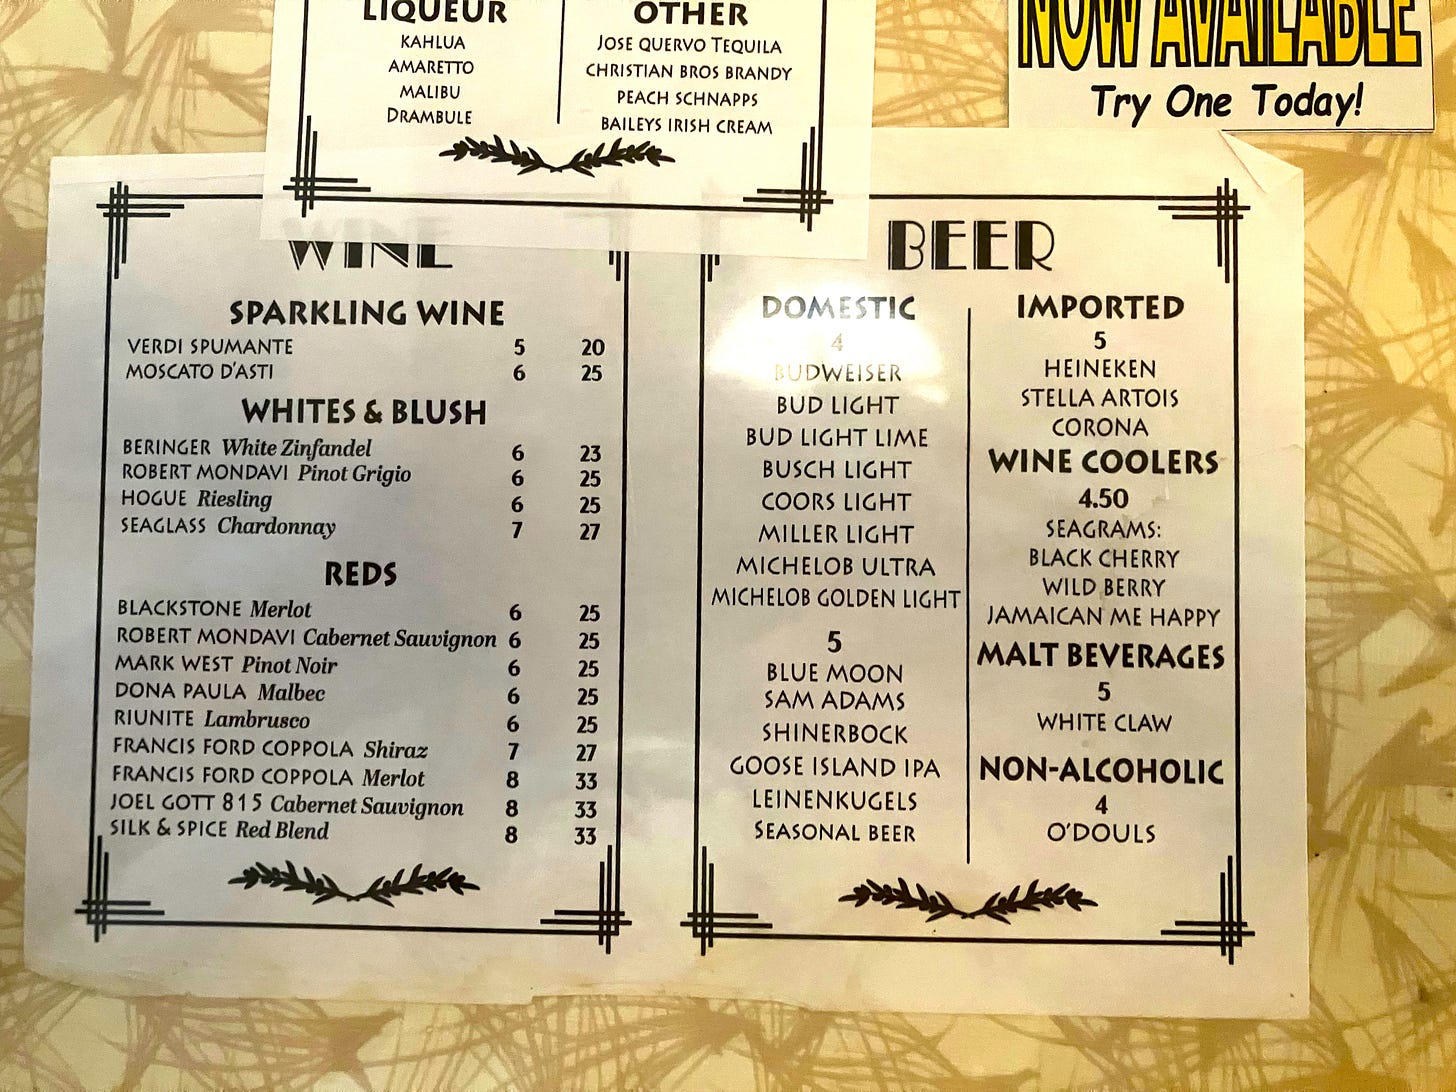 LIQUEUR
KAHLUA
AMARETTO
MALIBU
DRAMBULE
OTHER
JOSE QUERVO TEQUILA
CHRISTIAN BROS BRANDY
PEACH SCHNAPPS
BAILEYS IRISH CREAM
NOW AVAILABLE
Try One Today!
WINE
SPARKLING WINE
VERDI SPUMANTE 5 20
MOSCATO D'ASTI 6 25
WHITES & BLUSH
BERINGER White Zinfandel 6 23
ROBERT MONDAVI Pinot Grigio 6 25
HOGUE Riesling 6 25
SEAGLASS Chardonnay 7 27
REDS
BLACKSTONE Merlot 6 25
ROBERT MONDAVI Cabernet Sauvignon 6 25
MARK WEST Pinot Noir 6 25
DONA PAULA Malbec 6 25
RIUNITE Lambrusco 6 25
FRANCIS FORD COPPOLA Shiraz 7 27
FRANCIS FORD COPPOLA Merlot 8 33
JOEL GOTT 815 Cabernet Sauvignon 8 33
SILK & SPICE Red Blend 8 33
BEER
DOMESTIC
4
BUDWEISER
BUD LIGHT
BUD LIGHT LIME
BUSCH LIGHT
COORS LIGHT
MILLER LIGHT
MICHELOB ULTRA
MICHELOB GOLDEN LIGHT
5
BLUE MOON
SAM ADAMS
SHINERBOCK
GOOSE ISLAND IPA
LEINENKUGELS
SEASONAL BEER
IMPORTED
5
HEINEKEN
STELLA ARTOIS
CORONA
WINE COOLERS
4.50
SEAGRAMS:
BLACK CHERRY
WILD BERRY
JAMAICAN ME HAPPY
MALT BEVERAGES
5
WHITE CLAW
NON-ALCOHOLIC
4
O'DOULS